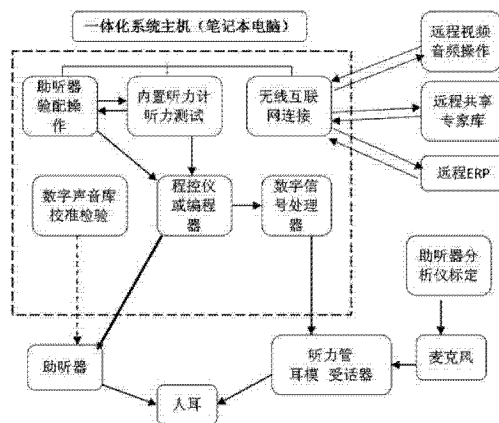 一体化系统主机（笔记本电脑）
助听器
验配操
作
内置听力计
听力测试
无线互联
网连接
远程视频
音频操作
远程共享
专家库
远程ERP
数字声音库
校准检验
程控仪
或编程
器
数字信
号处理
器
助听器分
析仪标定
助听器
人耳
听力管
耳模 受话器
麦克风